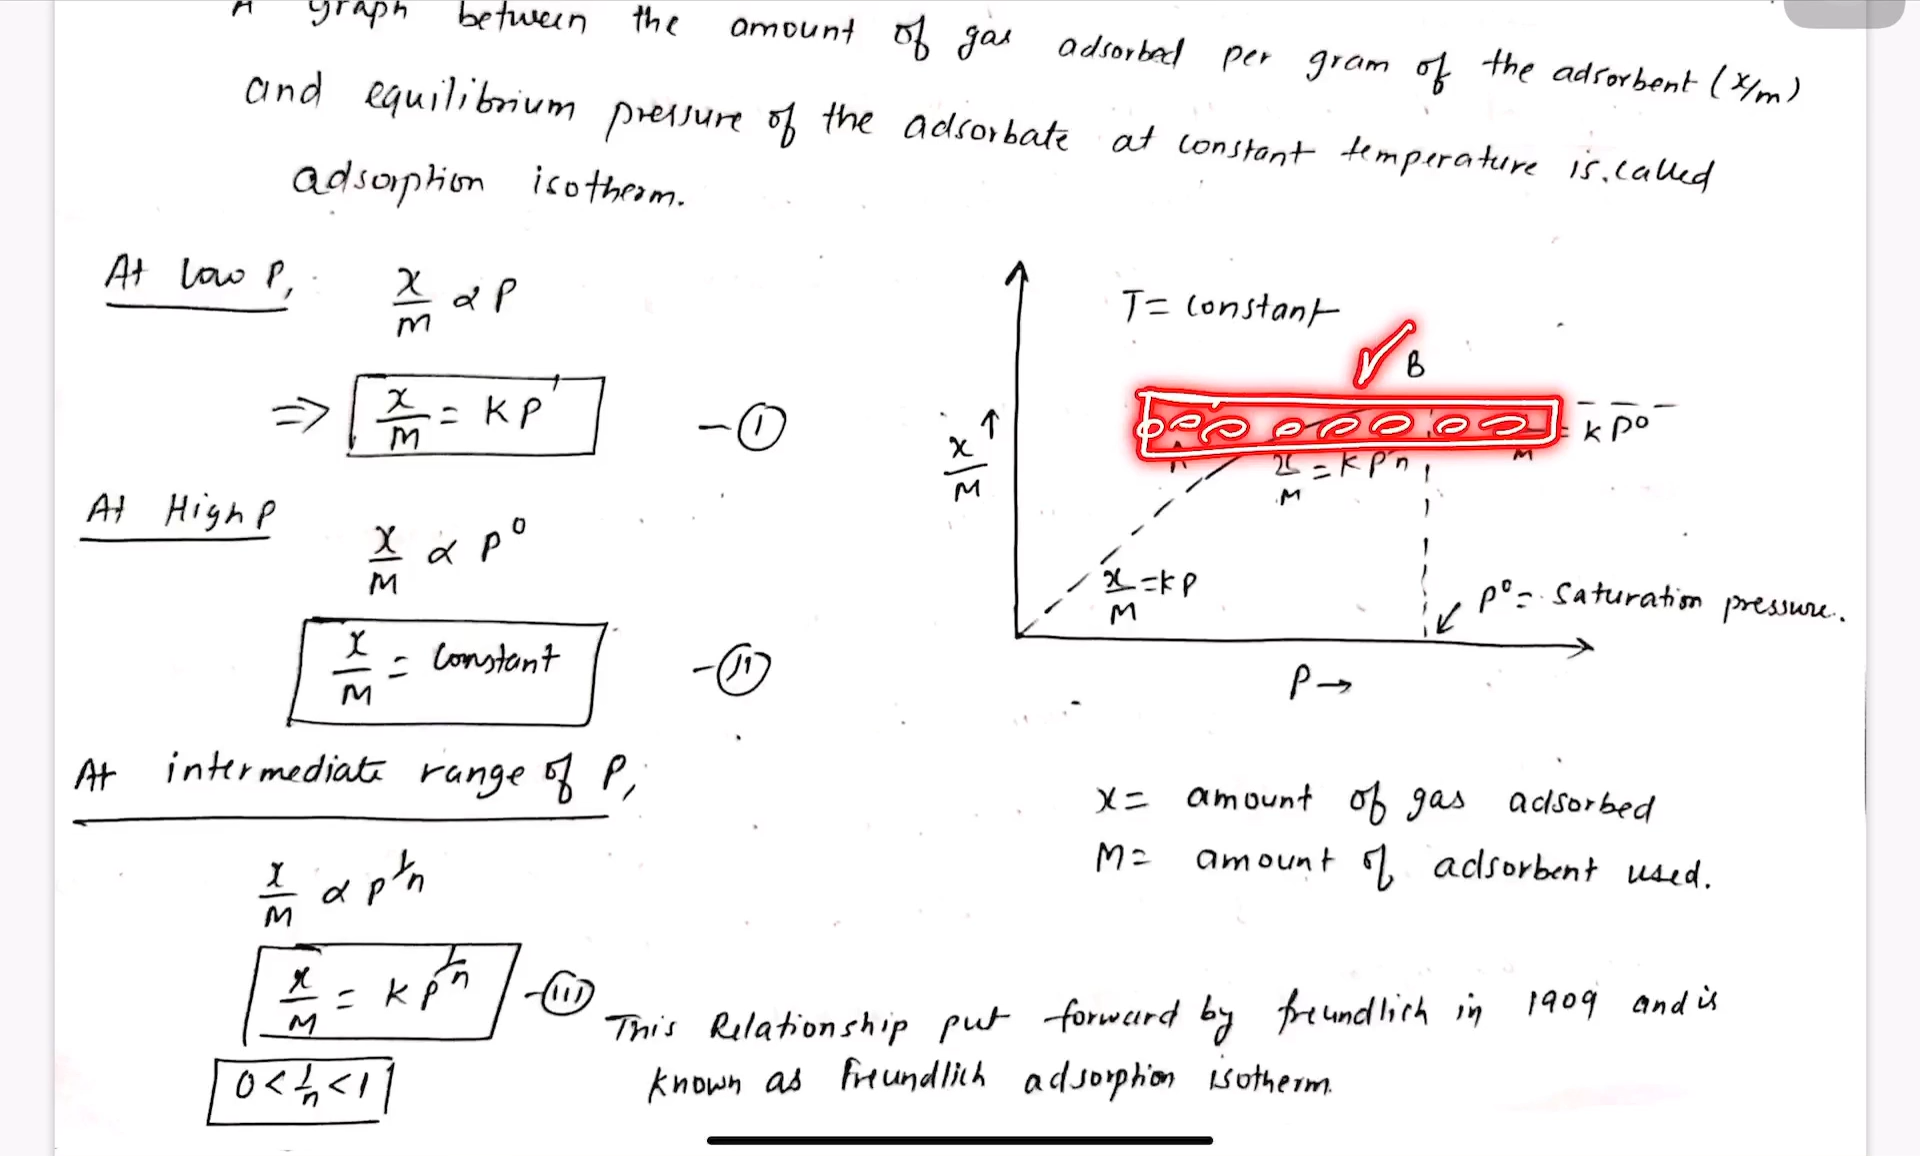 A graph between the amount of gas adsorbed per gram of the adsorbent (x/m)
and equilibrium pressure of the adsorbate at constant temperature is called
adsorption isotherm.
At low P,
x/m α P
⇒ x/m = KP' -(I)
At High P
x/M α P⁰
x/M = Constant -(II)
At intermediate range of P,
x/M α P^1/n
x/M = KP^1/n -(III)
0 < 1/n < 1
T = Constant
B
x/M ↑
= KP⁰
x/M = KP^1/n
x/M = KP
P⁰ = Saturation pressure.
P →
x = amount of gas adsorbed
M = amount of adsorbent used.
This Relationship put forward by freundlich in 1909 and is
known as Freundlich adsorption isotherm.